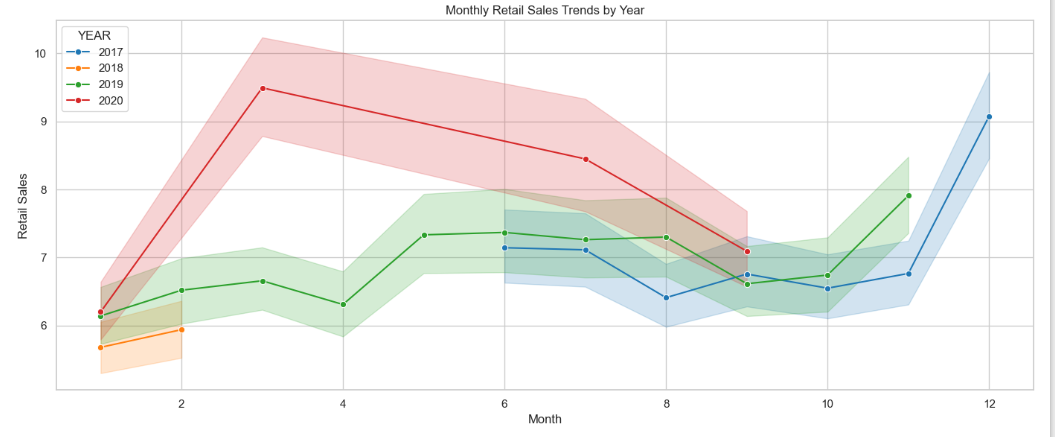 Monthly Retail Sales Trends by Year
YEAR
2017
2018
2019
2020
10
9
8
7
6
Retail Sales
2 4 6 8 10 12
Month